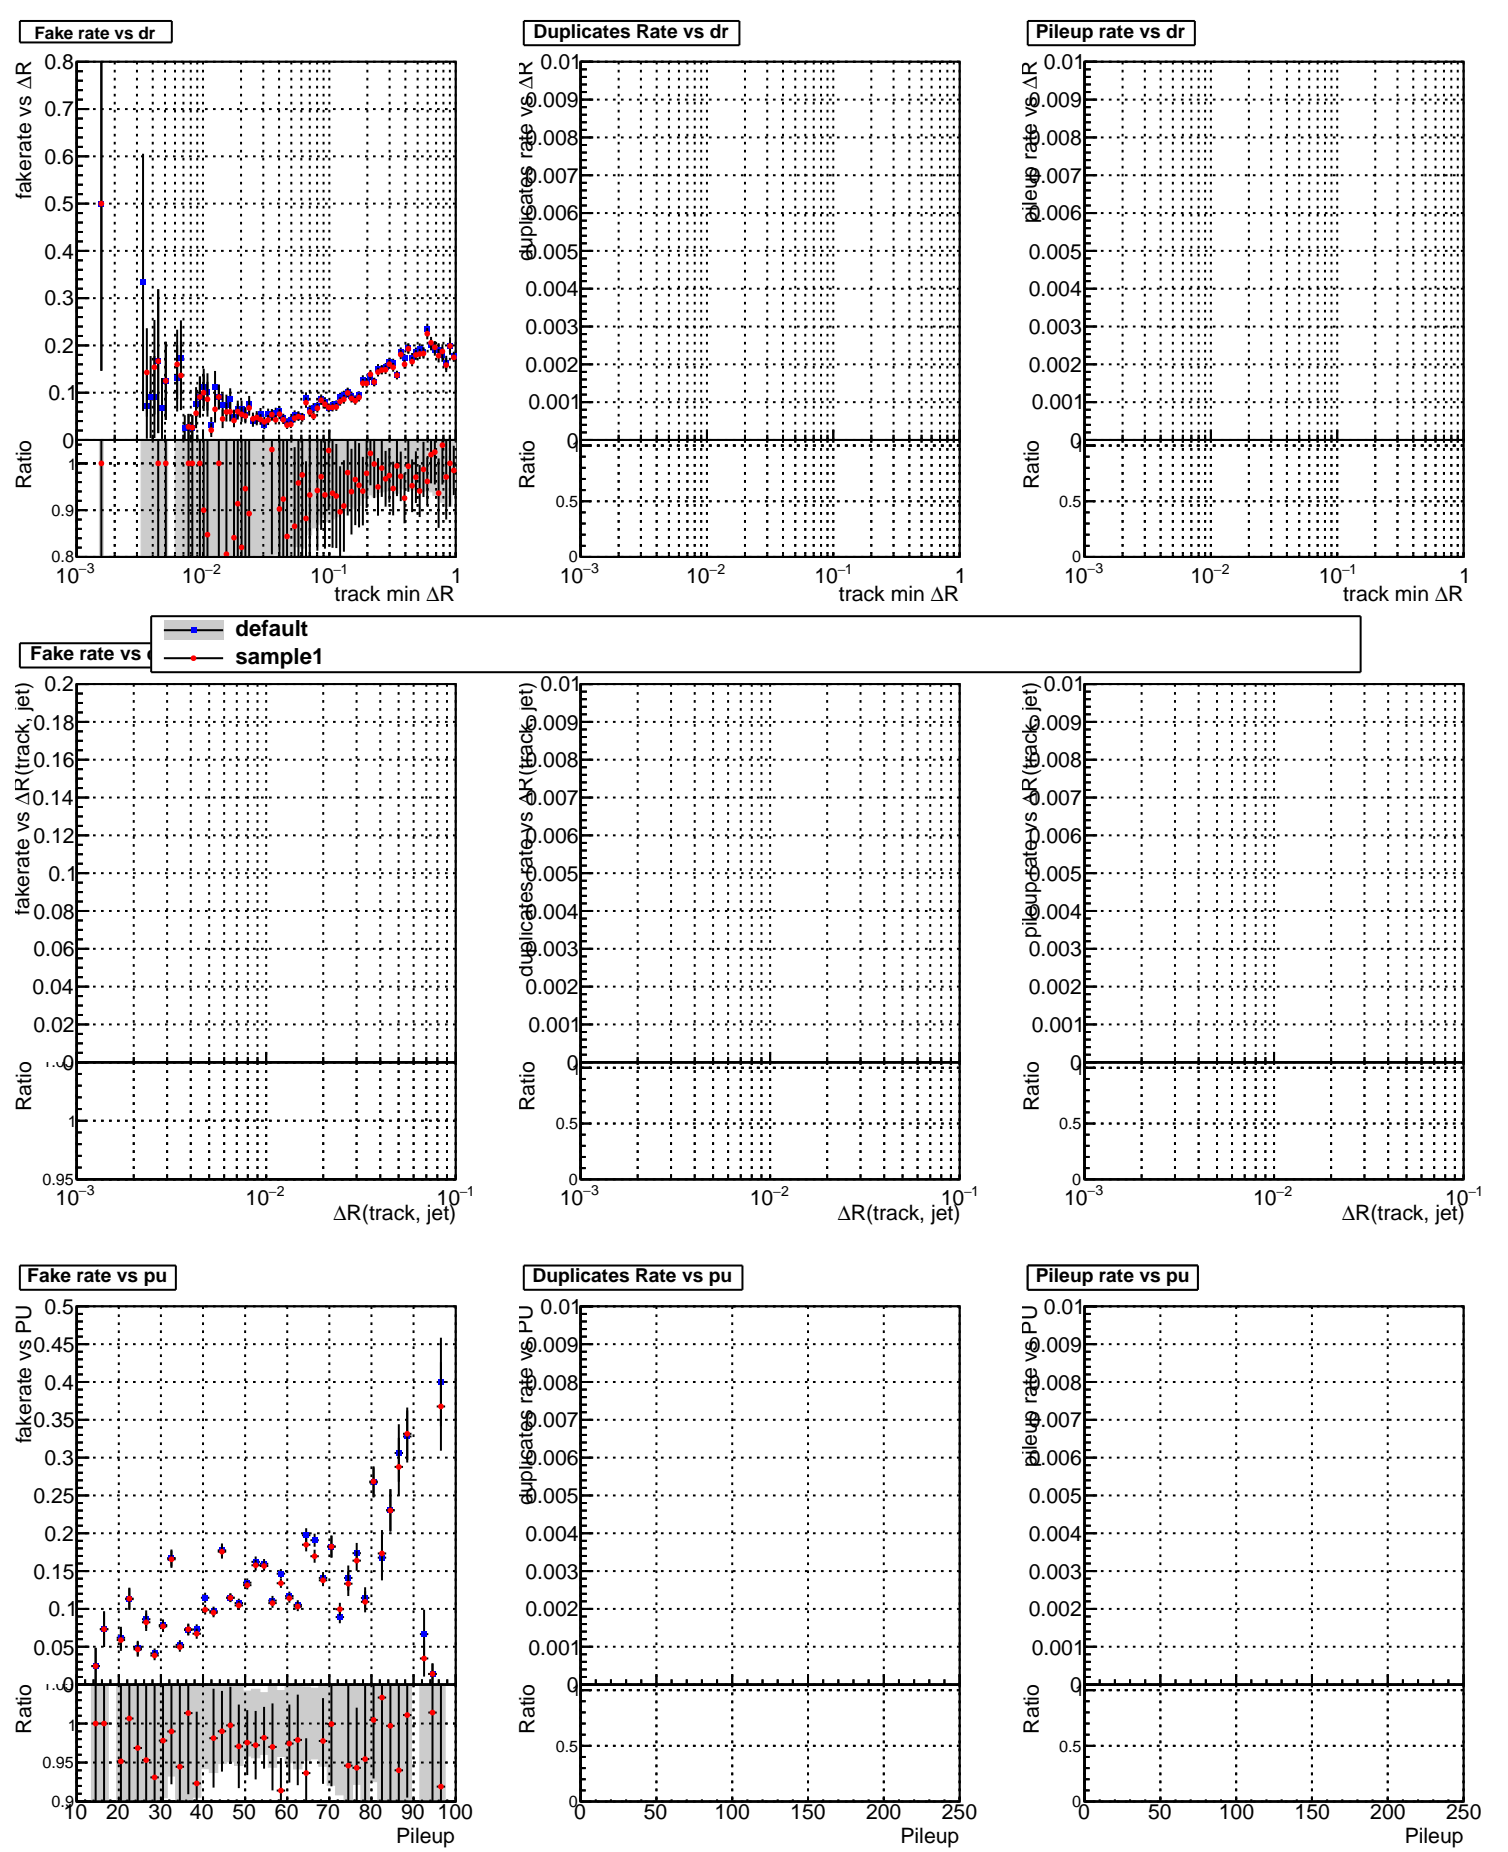 Fake rate vs dr
fakerate vs ΔR
0.8
0.7
0.6
0.5
0.4
0.3
0.2
0.1
0
Ratio
1
0.9
0.8
10⁻³ 10⁻² 10⁻¹ 1
track min ΔR
Duplicates Rate vs dr
duplicates rate vs ΔR
0.01
0.009
0.008
0.007
0.006
0.005
0.004
0.003
0.002
0.001
0
Ratio
1
0.5
0
10⁻³ 10⁻² 10⁻¹ 1
track min ΔR
Pileup rate vs dr
pileup rate vs ΔR
0.01
0.009
0.008
0.007
0.006
0.005
0.004
0.003
0.002
0.001
0
Ratio
1
0.5
0
10⁻³ 10⁻² 10⁻¹ 1
track min ΔR
default
sample1
Fake rate vs
fakerate vs ΔR(track, jet)
0.2
0.18
0.16
0.14
0.12
0.1
0.08
0.06
0.04
0.02
0
Ratio
1
0.95
10⁻³ 10⁻² 10⁻¹
ΔR(track, jet)
duplicates rate vs ΔR(track, jet)
0.01
0.009
0.008
0.007
0.006
0.005
0.004
0.003
0.002
0.001
0
Ratio
1
0.5
0
10⁻³ 10⁻² 10⁻¹
ΔR(track, jet)
pileup rate vs ΔR(track, jet)
0.01
0.009
0.008
0.007
0.006
0.005
0.004
0.003
0.002
0.001
0
Ratio
1
0.5
0
10⁻³ 10⁻² 10⁻¹
ΔR(track, jet)
Fake rate vs pu
fakerate vs PU
0.5
0.45
0.4
0.35
0.3
0.25
0.2
0.15
0.1
0.05
0
Ratio
1
0.95
0.9
10 20 30 40 50 60 70 80 90 100
Pileup
Duplicates Rate vs pu
duplicates rate vs PU
0.01
0.009
0.008
0.007
0.006
0.005
0.004
0.003
0.002
0.001
0
Ratio
1
0.5
0
0 50 100 150 200 250
Pileup
Pileup rate vs pu
pileup rate vs PU
0.01
0.009
0.008
0.007
0.006
0.005
0.004
0.003
0.002
0.001
0
Ratio
1
0.5
0
0 50 100 150 200 250
Pileup